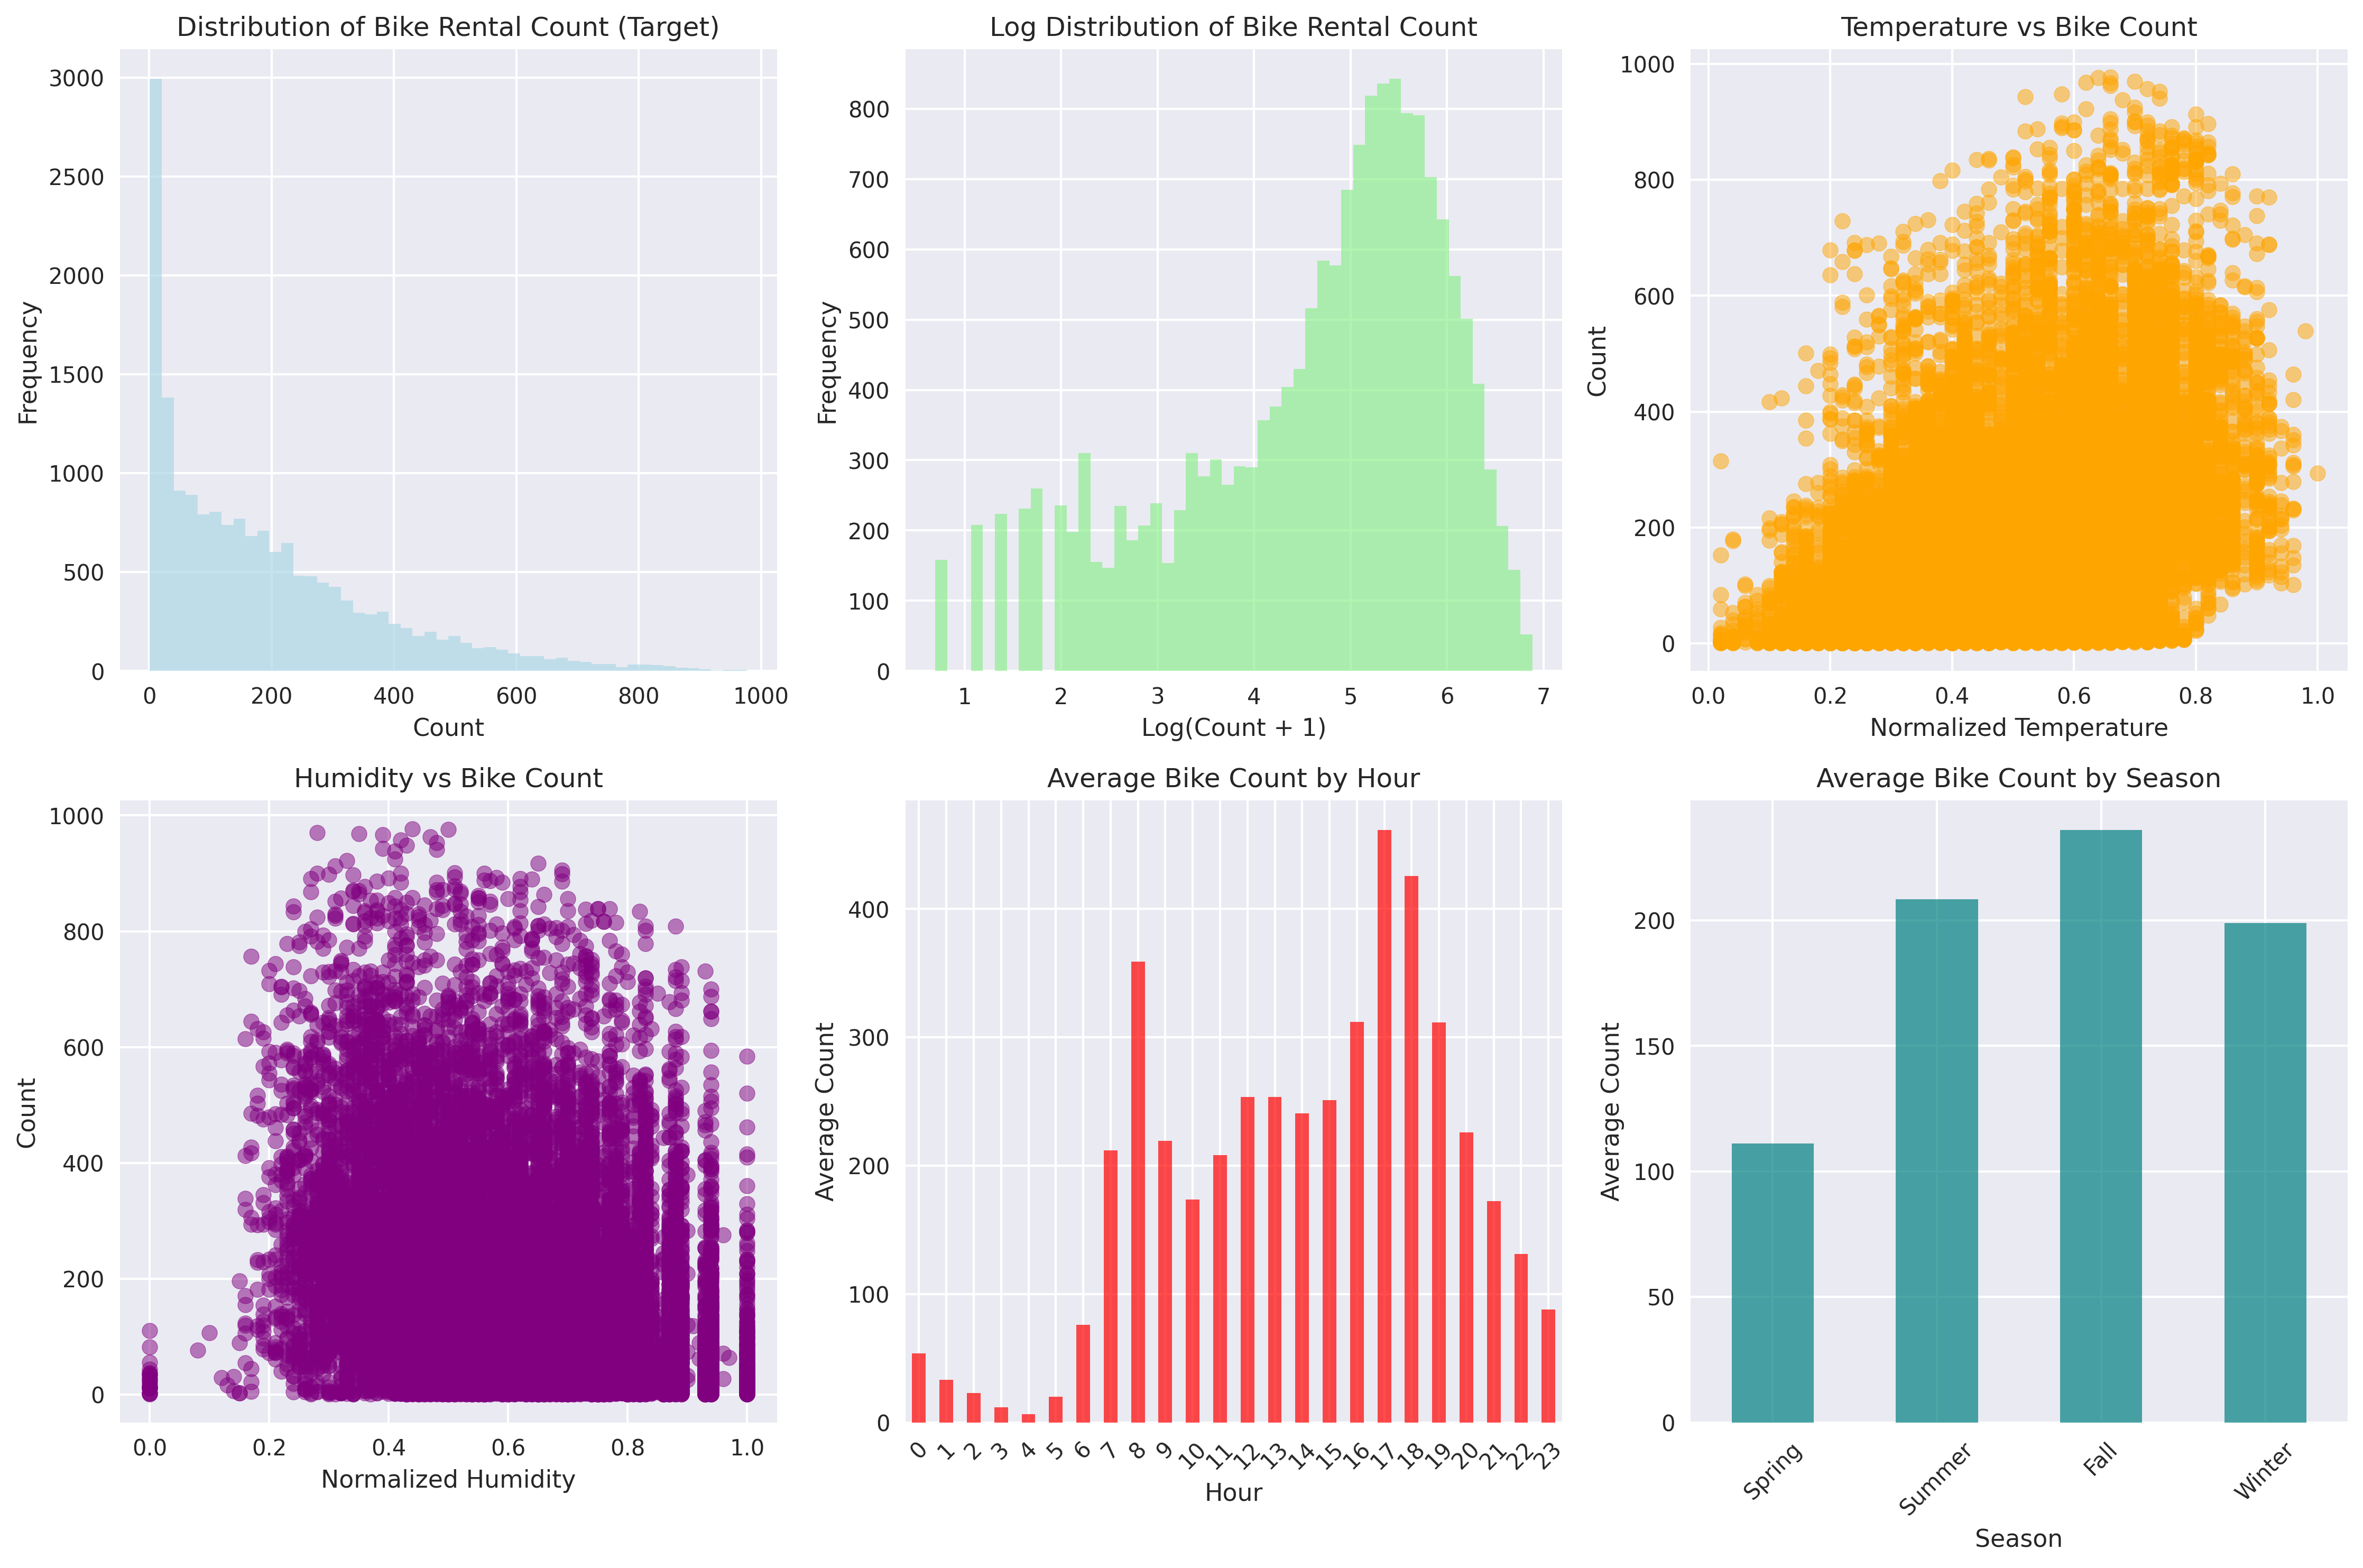 Distribution of Bike Rental Count (Target)
3000
2500
2000
1500
1000
500
0
Frequency
0 200 400 600 800 1000
Count
Log Distribution of Bike Rental Count
800
700
600
500
400
300
200
100
0
Frequency
1 2 3 4 5 6 7
Log(Count + 1)
Temperature vs Bike Count
1000
800
600
400
200
0
Count
0.0 0.2 0.4 0.6 0.8 1.0
Normalized Temperature
Humidity vs Bike Count
1000
800
600
400
200
0
Count
0.0 0.2 0.4 0.6 0.8 1.0
Normalized Humidity
Average Bike Count by Hour
400
300
200
100
0
Average Count
0 1 2 3 4 5 6 7 8 9 10 11 12 13 14 15 16 17 18 19 20 21 22 23
Hour
Average Bike Count by Season
200
150
100
50
0
Average Count
Spring Summer Fall Winter
Season